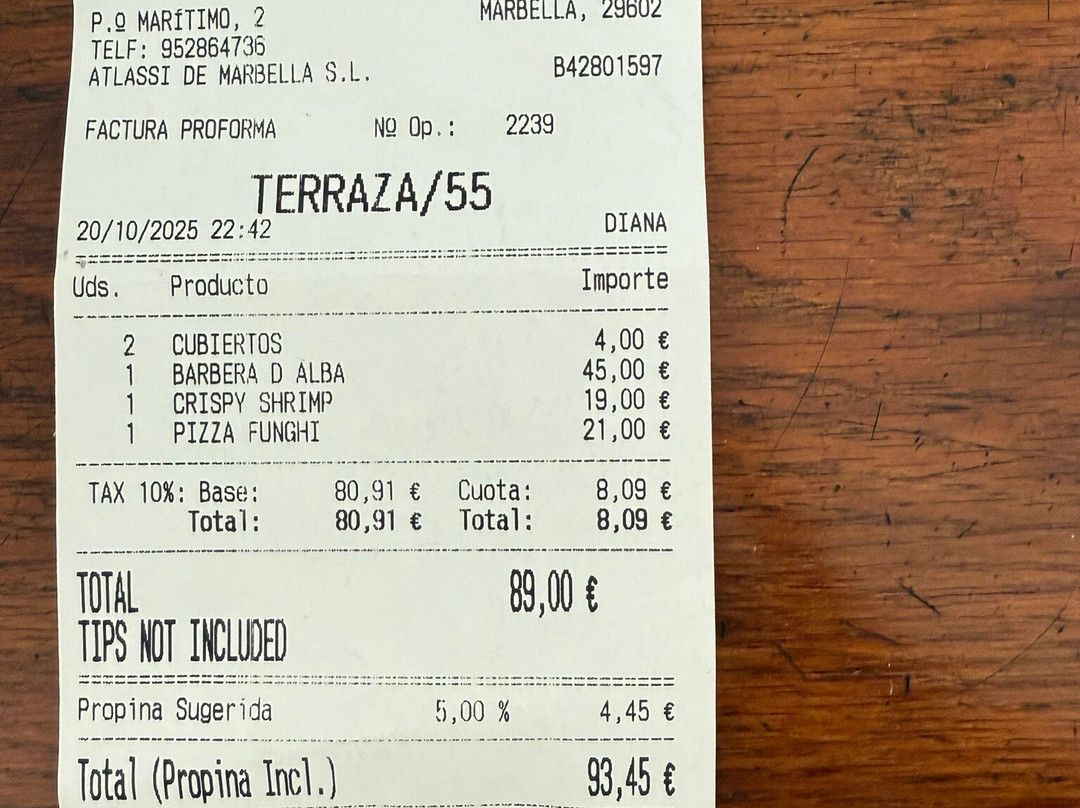 P.º MARÍTIMO, 2 MARBELLA, 29602
TELF: 952864736
ATLASSI DE MARBELLA S.L. B42801597
FACTURA PROFORMA Nº Op.: 2239
TERRAZA/55
20/10/2025 22:42 DIANA
Uds. Producto Importe
2 CUBIERTOS 4,00 €
1 BARBERA D ALBA 45,00 €
1 CRISPY SHRIMP 19,00 €
1 PIZZA FUNGHI 21,00 €
TAX 10%: Base: 80,91 € Cuota: 8,09 €
Total: 80,91 € Total: 8,09 €
TOTAL 89,00 €
TIPS NOT INCLUDED
Propina Sugerida 5,00 % 4,45 €
Total (Propina Incl.) 93,45 €